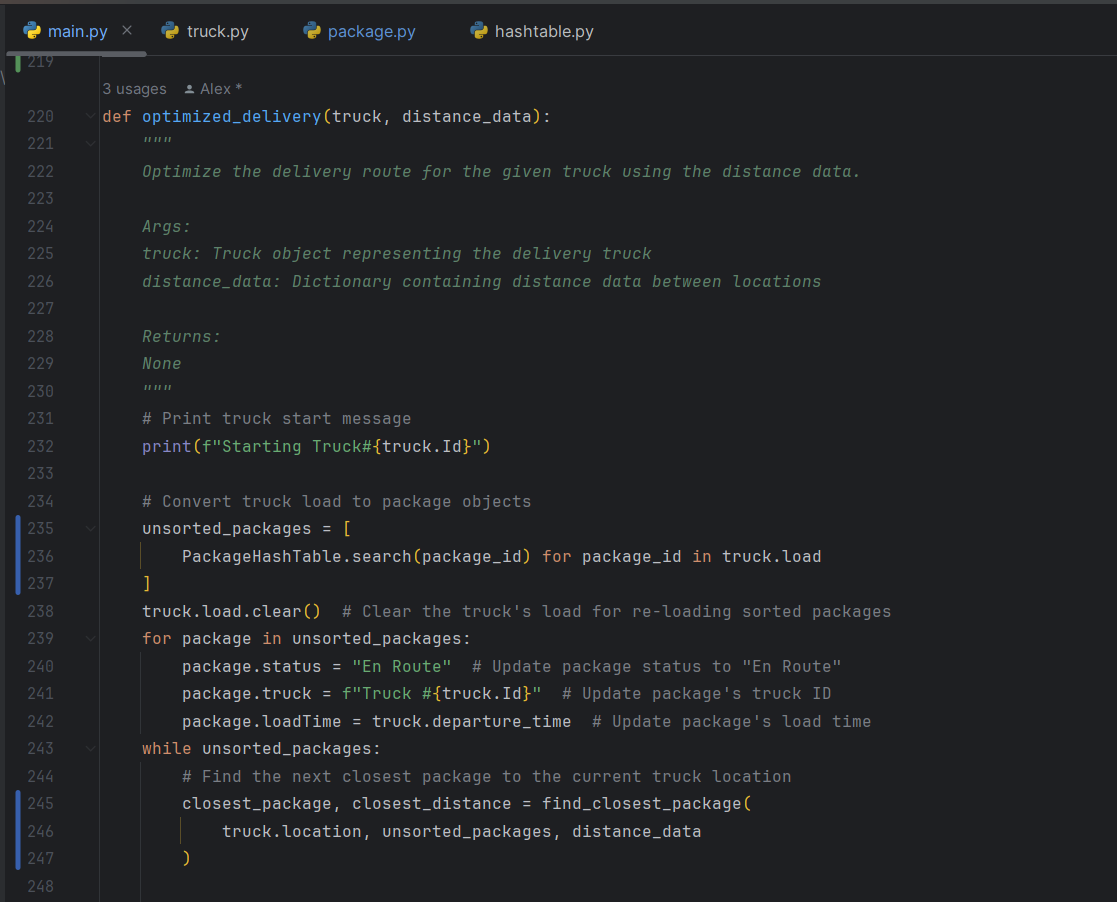 main.py
truck.py
package.py
hashtable.py
219
3 usages Alex *
220 def optimized_delivery(truck, distance_data):
221 """
222 Optimize the delivery route for the given truck using the distance data.
223
224 Args:
225 truck: Truck object representing the delivery truck
226 distance_data: Dictionary containing distance data between locations
227
228 Returns:
229 None
230 """
231 # Print truck start message
232 print(f"Starting Truck#{truck.Id}")
233
234 # Convert truck load to package objects
235 unsorted_packages = [
236 PackageHashTable.search(package_id) for package_id in truck.load
237 ]
238 truck.load.clear()  # Clear the truck's load for re-loading sorted packages
239 for package in unsorted_packages:
240 package.status = "En Route"  # Update package status to "En Route"
241 package.truck = f"Truck #{truck.Id}"  # Update package's truck ID
242 package.loadTime = truck.departure_time  # Update package's load time
243 while unsorted_packages:
244 # Find the next closest package to the current truck location
245 closest_package, closest_distance = find_closest_package(
246 truck.location, unsorted_packages, distance_data
247 )
248